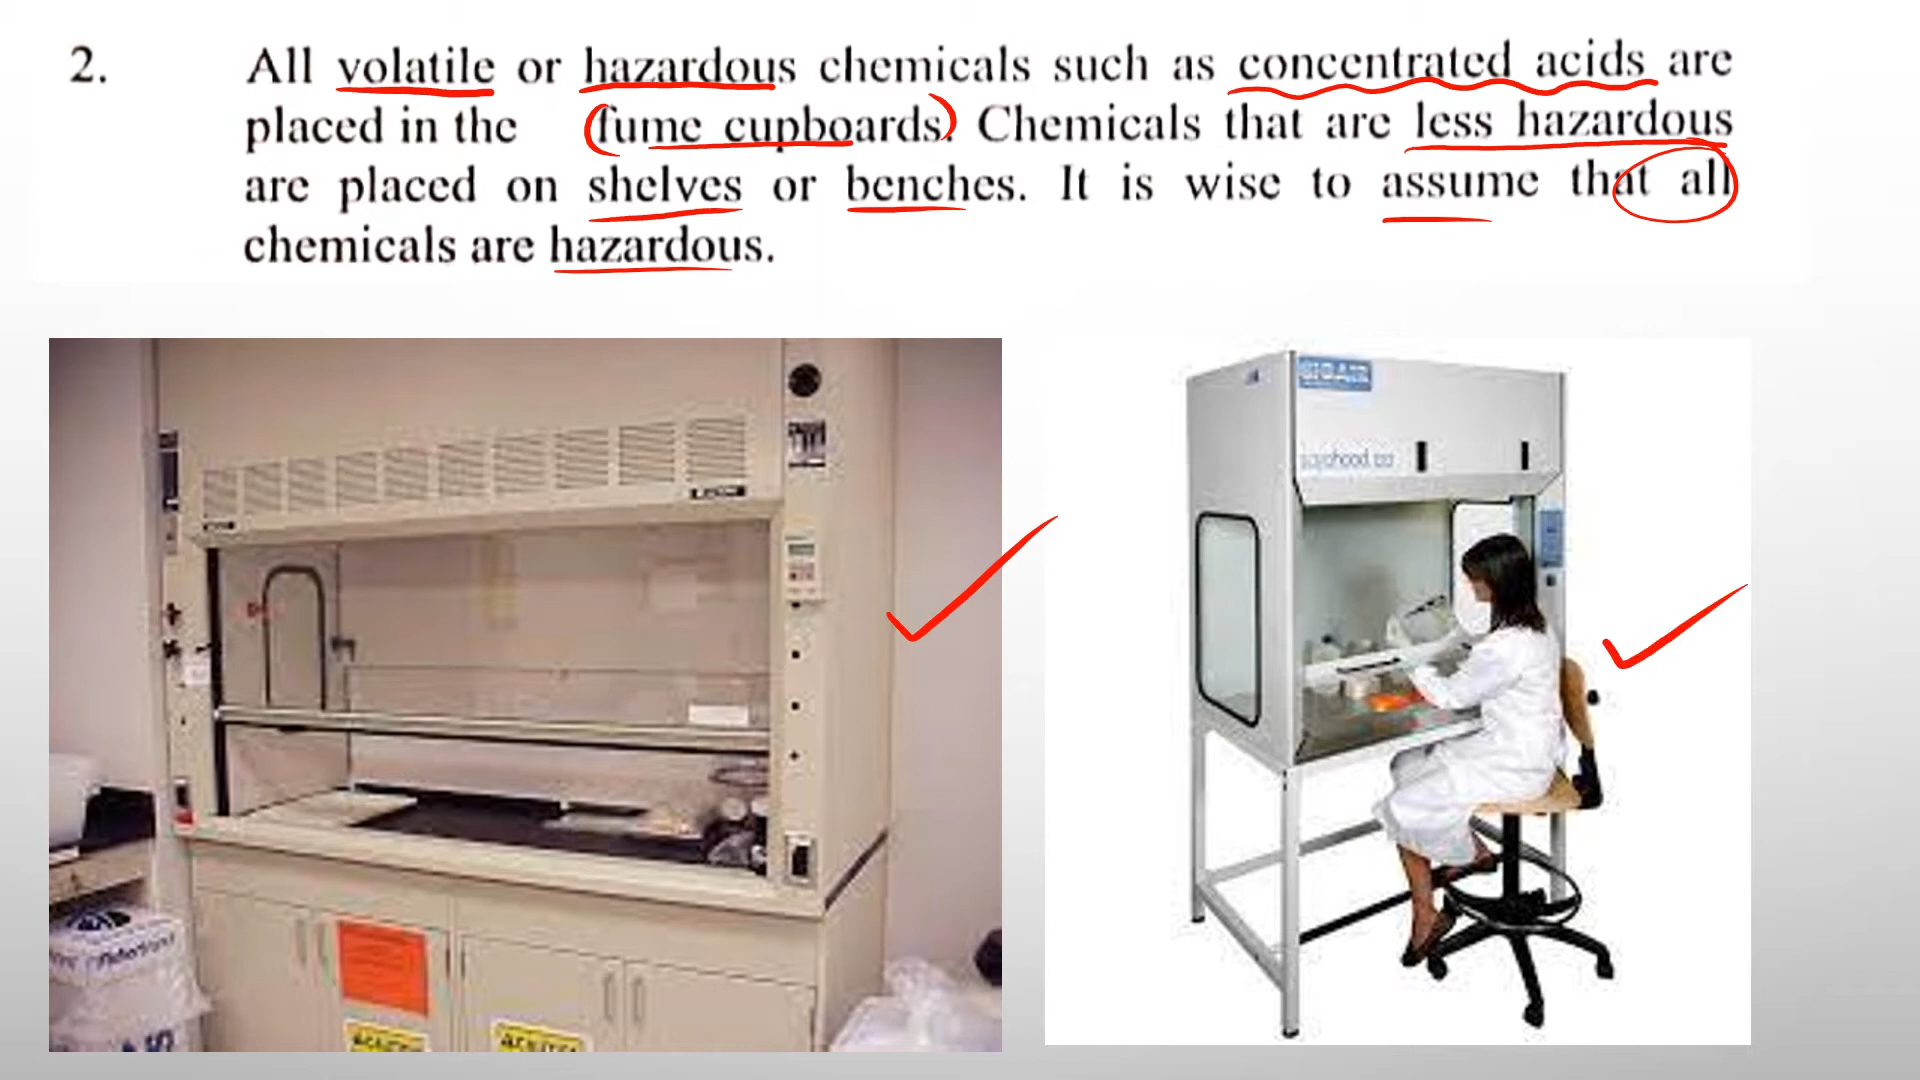 2. All volatile or hazardous chemicals such as concentrated acids are
placed in the fume cupboards. Chemicals that are less hazardous
are placed on shelves or benches. It is wise to assume that all
chemicals are hazardous.